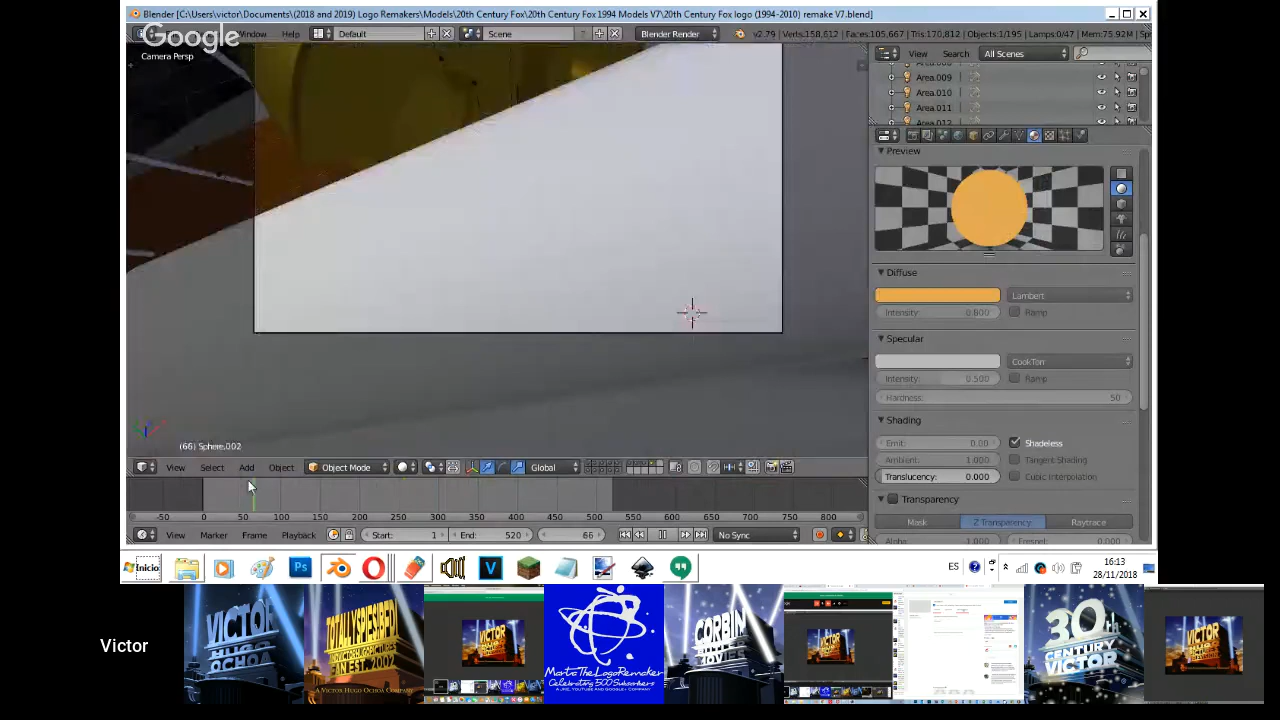 Blender [C:\Users\victor\Documents\(2018 and 2019) Logo Remakers\Models\20th Century Fox\20th Century Fox 1994 Models V7\20th Century Fox logo (1994-2010) remake V7.blend]
Google
Window
Help
Default
Scene
Blender Render
v2.79 | Verts:158,612 | Faces:105,667 | Tris:170,812 | Objects:1/195 | Lamps:0/47 | Mem:75.92M | Sp
Camera Persp
View
Search
All Scenes
Area.009
Area.010
Area.011
Area.012
Preview
Diffuse
Lambert
Intensity: 0.800
Ramp
Specular
CookTorr
Intensity: 0.500
Ramp
Hardness: 50
Shading
Emit: 0.00
Shadeless
Ambient: 1.000
Tangent Shading
Translucency: 0.000
Cubic Interpolation
Transparency
Mask
Z Transparency
Raytrace
Alpha: 1.000
Fresnel: 0.000
(66) Sphere.002
View
Select
Add
Object
Object Mode
Global
-50 0 50 100 150 200 250 300 350 400 450 500 550 600 650 700 750 800
View
Marker
Frame
Playback
Start: 1
End: 520
66
No Sync
Inicio
Ps
V
ES
16:13
28/11/2018
Victor
A VICTOR HUGO OCHOA COMPANY